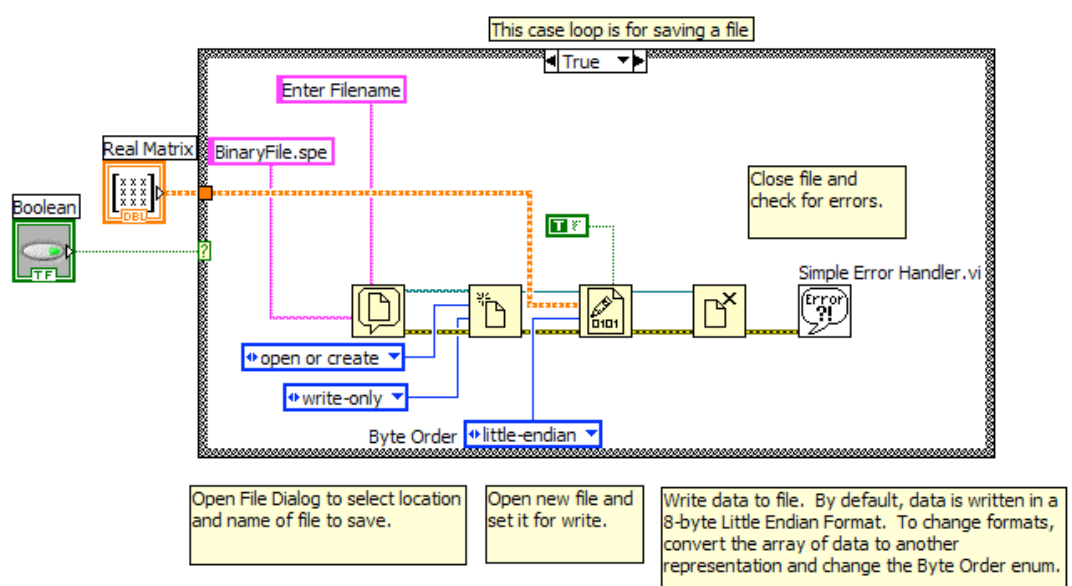 This case loop is for saving a file
True
Enter Filename
Real Matrix
BinaryFile.spe
DBL
Boolean
TF
Close file and
check for errors.
T
Simple Error Handler.vi
Error
?!
0101
open or create
write-only
Byte Order little-endian
Open File Dialog to select location
and name of file to save.
Open new file and
set it for write.
Write data to file. By default, data is written in a
8-byte Little Endian Format. To change formats,
convert the array of data to another
representation and change the Byte Order enum.